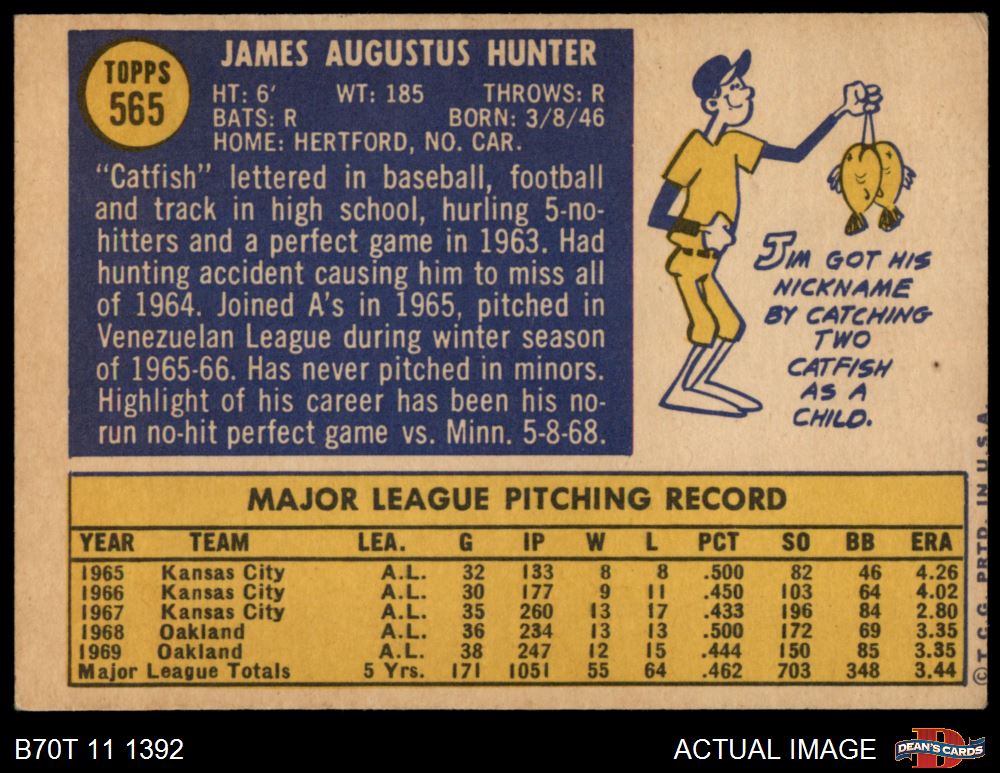 TOPPS
565
JAMES AUGUSTUS HUNTER
HT: 6' WT: 185 THROWS: R
BATS: R BORN: 3/8/46
HOME: HERTFORD, NO. CAR.
"Catfish" lettered in baseball, football
and track in high school, hurling 5-no-
hitters and a perfect game in 1963. Had
hunting accident causing him to miss all
of 1964. Joined A's in 1965, pitched in
Venezuelan League during winter season
of 1965-66. Has never pitched in minors.
Highlight of his career has been his no-
run no-hit perfect game vs. Minn. 5-8-68.
JIM GOT HIS
NICKNAME
BY CATCHING
TWO
CATFISH
AS A
CHILD.
MAJOR LEAGUE PITCHING RECORD
YEAR TEAM LEA. G IP W L PCT SO BB ERA
1965 Kansas City A.L. 32 133 8 8 .500 82 46 4.26
1966 Kansas City A.L. 30 177 9 11 .450 103 64 4.02
1967 Kansas City A.L. 35 260 13 17 .433 196 84 2.80
1968 Oakland A.L. 36 234 13 13 .500 172 69 3.35
1969 Oakland A.L. 38 247 12 15 .444 150 85 3.35
Major League Totals 5 Yrs. 171 1051 55 64 .462 703 348 3.44
© T.C.G. PRTD. IN U.S.A.
B70T 11 1392
ACTUAL IMAGE
D
DEAN'S CARDS